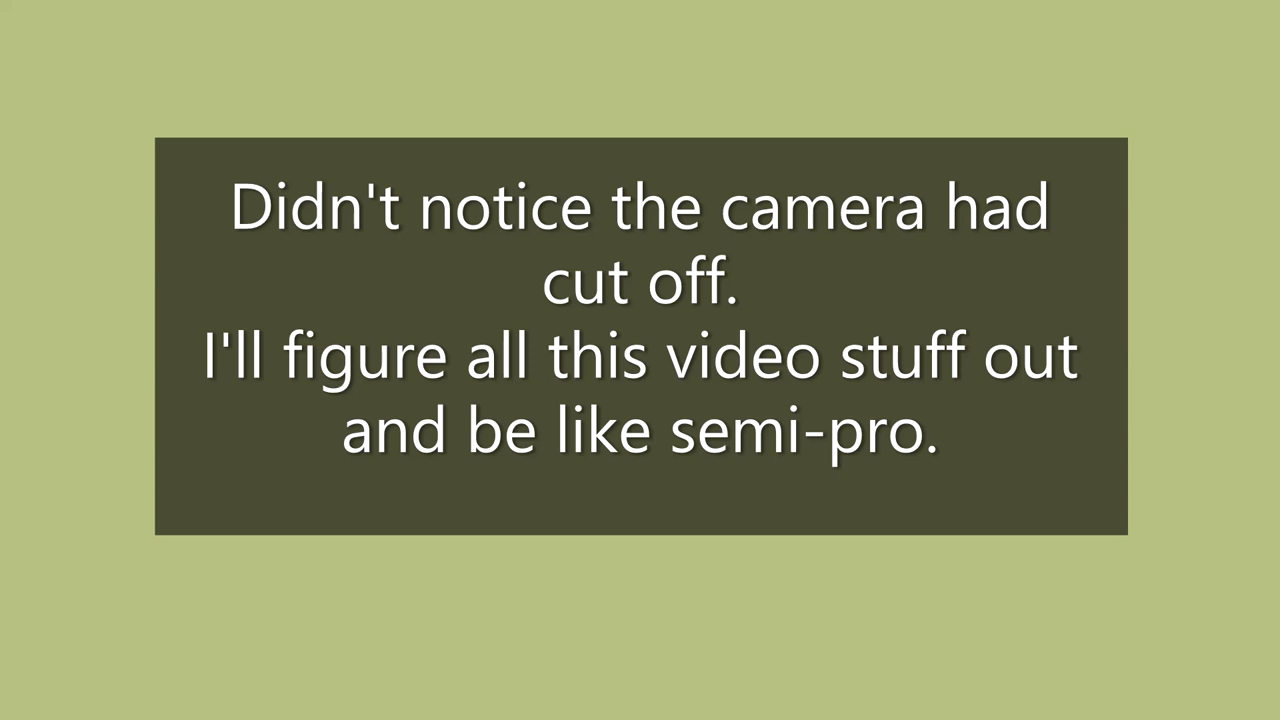 Didn't notice the camera had
cut off.
I'll figure all this video stuff out
and be like semi-pro.